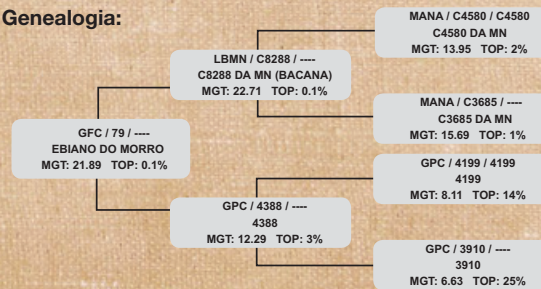 Genealogia:
MANA / C4580 / C4580
C4580 DA MN
MGT: 13.95 TOP: 2%
LBMN / C8288 / ----
C8288 DA MN (BACANA)
MGT: 22.71 TOP: 0.1%
MANA / C3685 / ----
C3685 DA MN
MGT: 15.69 TOP: 1%
GFC / 79 / ----
EBIANO DO MORRO
MGT: 21.89 TOP: 0.1%
GPC / 4199 / 4199
4199
MGT: 8.11 TOP: 14%
GPC / 4388 / ----
4388
MGT: 12.29 TOP: 3%
GPC / 3910 / ----
3910
MGT: 6.63 TOP: 25%